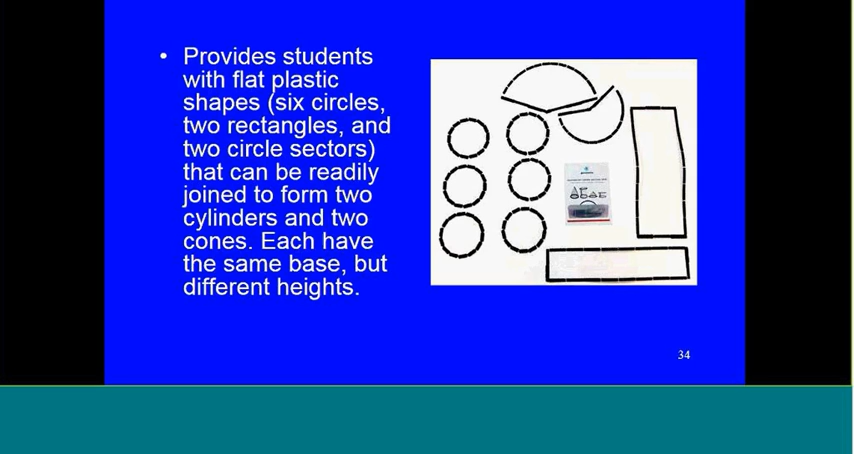 • Provides students
with flat plastic
shapes (six circles,
two rectangles, and
two circle sectors)
that can be readily
joined to form two
cylinders and two
cones. Each have
the same base, but
different heights.
34